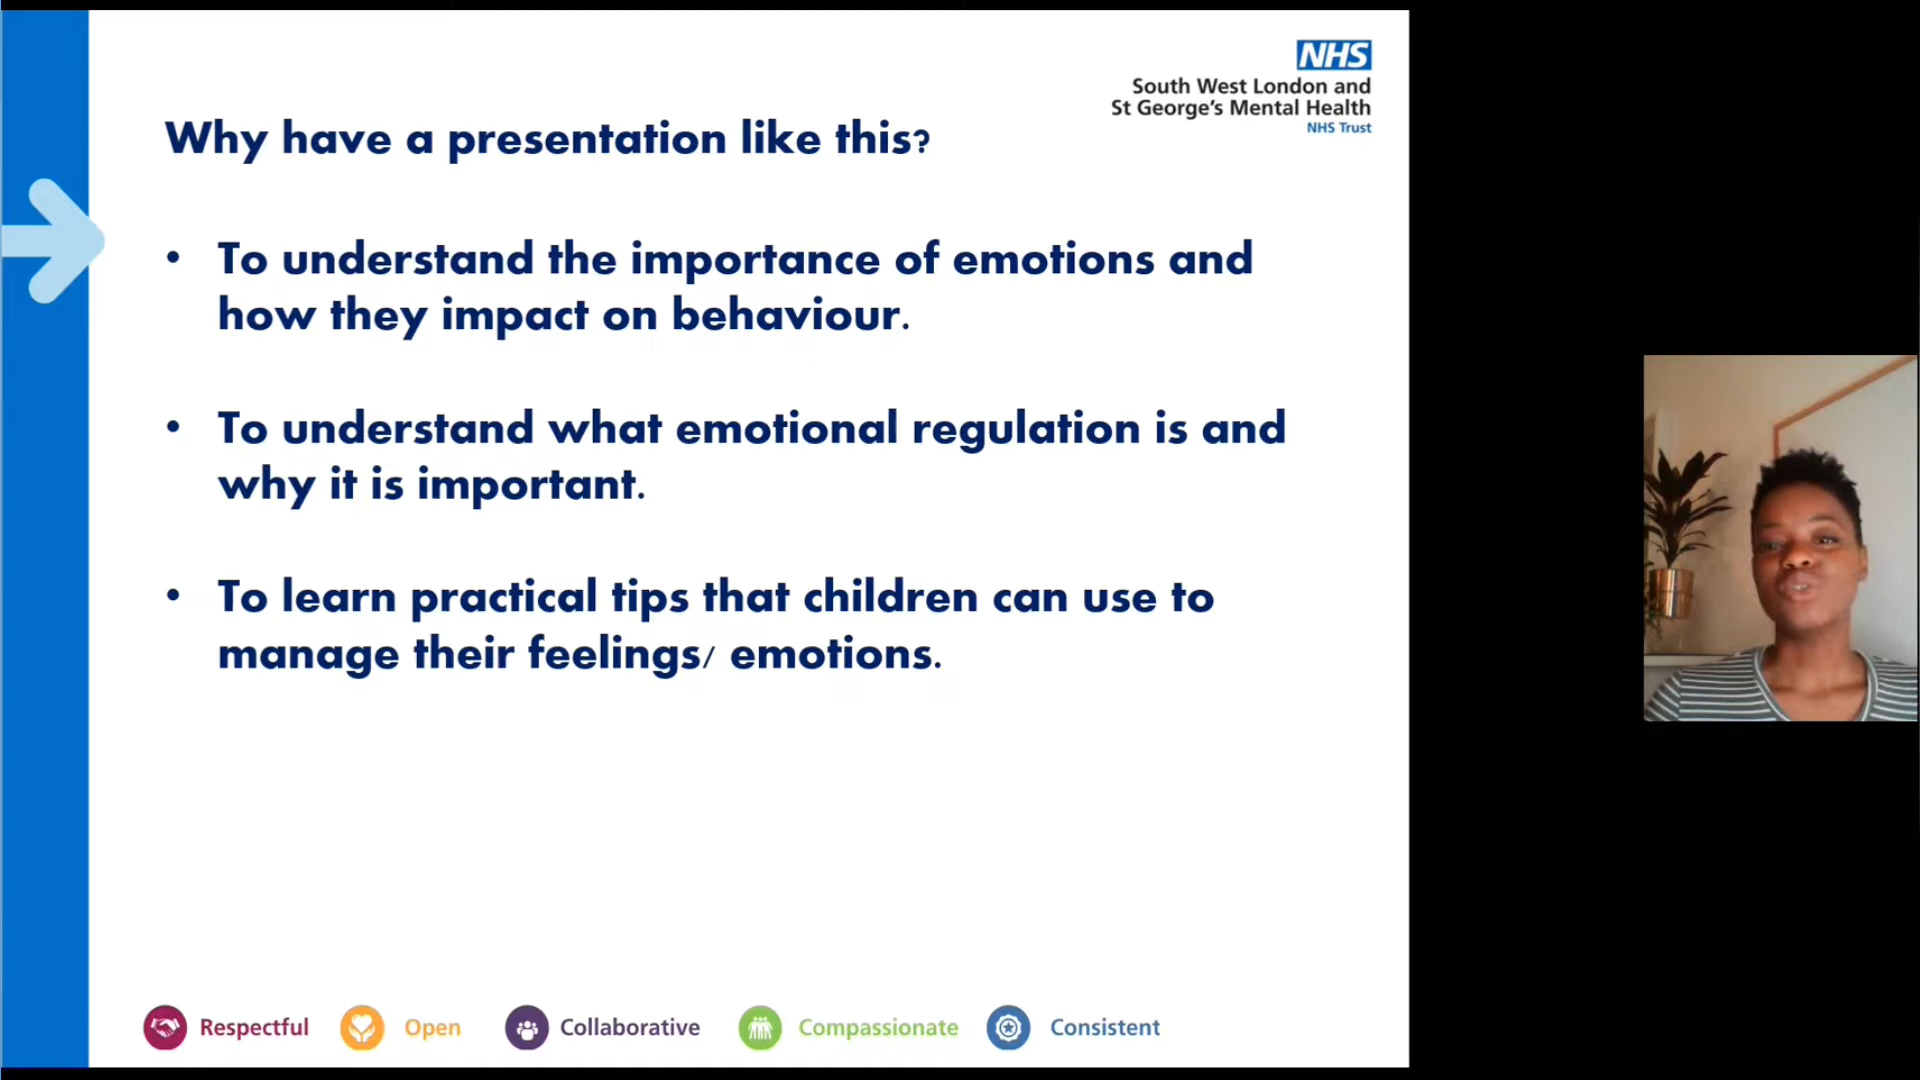 NHS
South West London and
St George's Mental Health
NHS Trust
Why have a presentation like this?
• To understand the importance of emotions and
how they impact on behaviour.
• To understand what emotional regulation is and
why it is important.
• To learn practical tips that children can use to
manage their feelings/ emotions.
Respectful Open Collaborative Compassionate Consistent